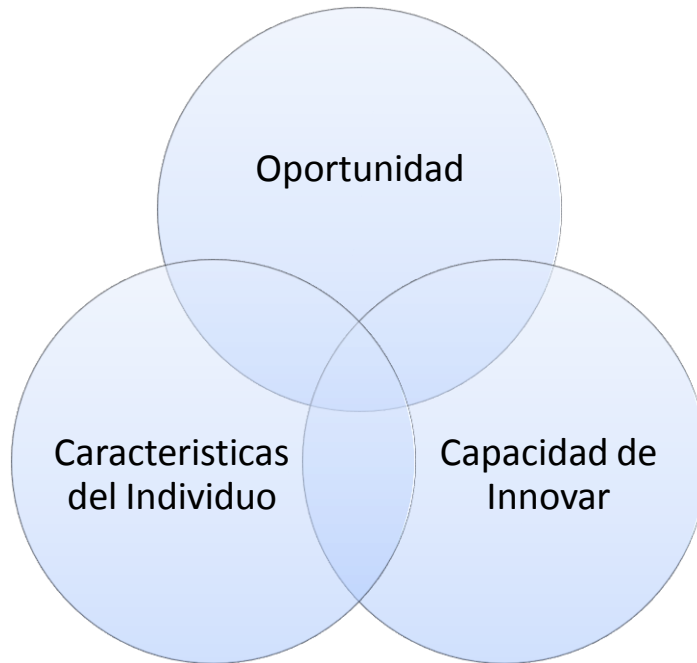 Oportunidad
Caracteristicas
del Individuo
Capacidad de
Innovar